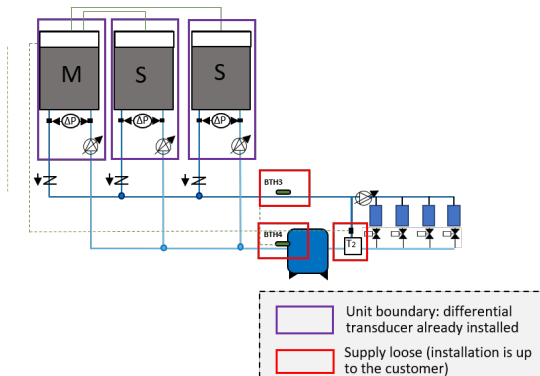 M
S
S
ΔP
ΔP
ΔP
BTH3
BTH4
T2
Unit boundary: differential
transducer already installed
Supply loose (installation is up
to the customer)